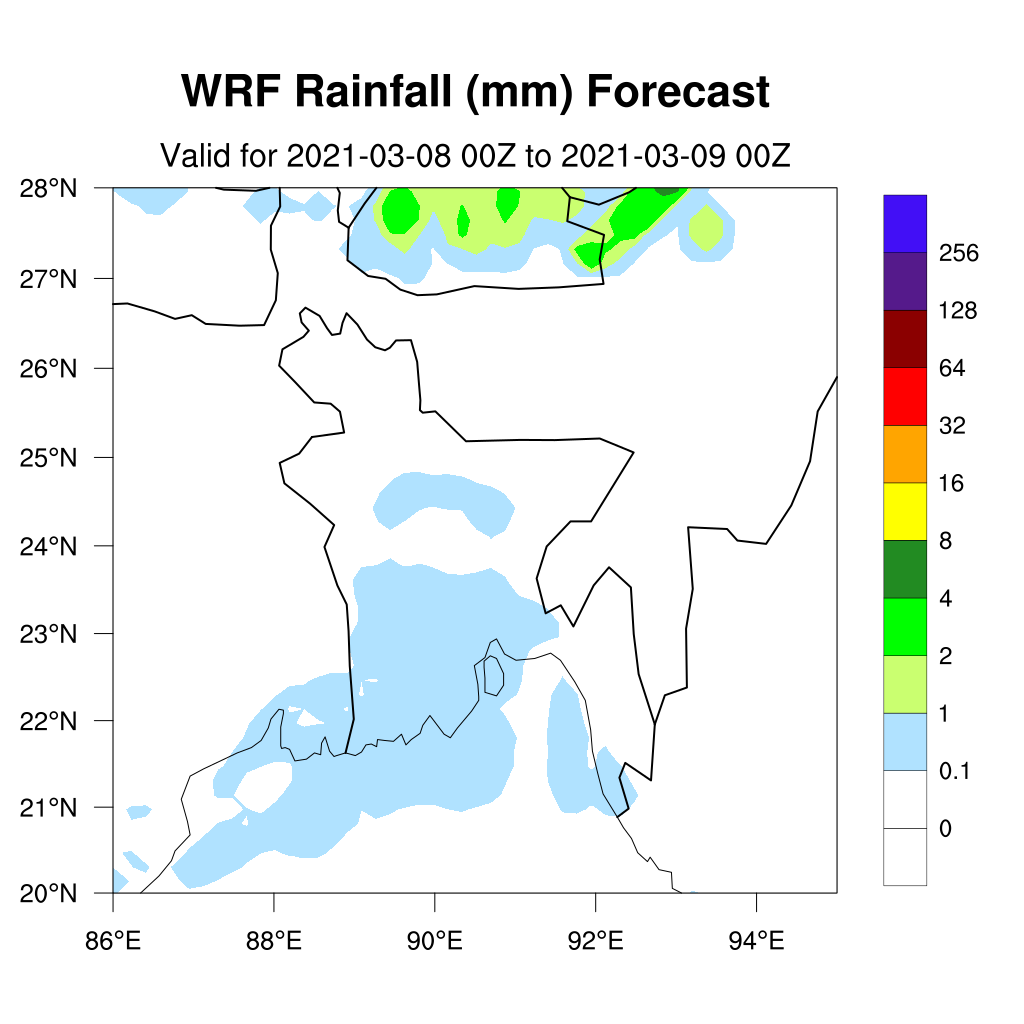 WRF Rainfall (mm) Forecast
Valid for 2021-03-08 00Z to 2021-03-09 00Z
28°N
27°N
26°N
25°N
24°N
23°N
22°N
21°N
20°N
86°E 88°E 90°E 92°E 94°E
256
128
64
32
16
8
4
2
1
0.1
0